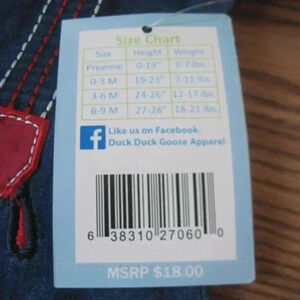 Size Chart
Size Height Weight
Preemie 0-19" 0-7 lbs.
0-3 M 19-23" 7-11 lbs.
3-6 M 24-26" 12-17 lbs.
6-9 M 27-28" 18-21 lbs.
f Like us on Facebook-
Duck Duck Goose Apparel
6 38310 27060 0
MSRP $18.00